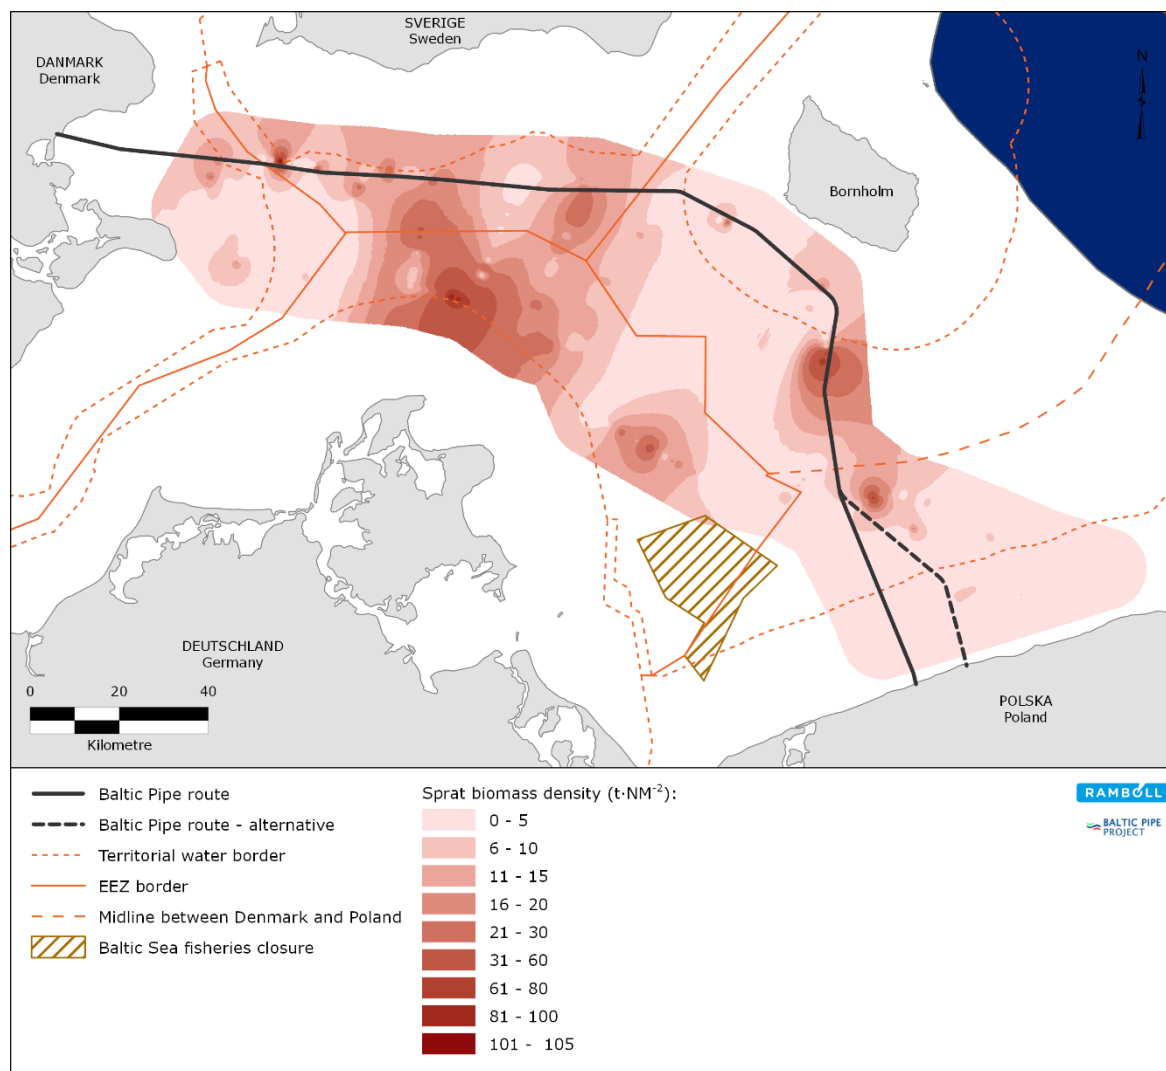 SVERIGE
Sweden
DANMARK
Denmark
N
Bornholm
DEUTSCHLAND
Germany
0 20 40
Kilometre
POLSKA
Poland
Baltic Pipe route
Baltic Pipe route - alternative
Territorial water border
EEZ border
Midline between Denmark and Poland
Baltic Sea fisheries closure
Sprat biomass density (t·NM-2):
0 - 5
6 - 10
11 - 15
16 - 20
21 - 30
31 - 60
61 - 80
81 - 100
101 - 105
RAMBOLL
BALTIC PIPE
PROJECT